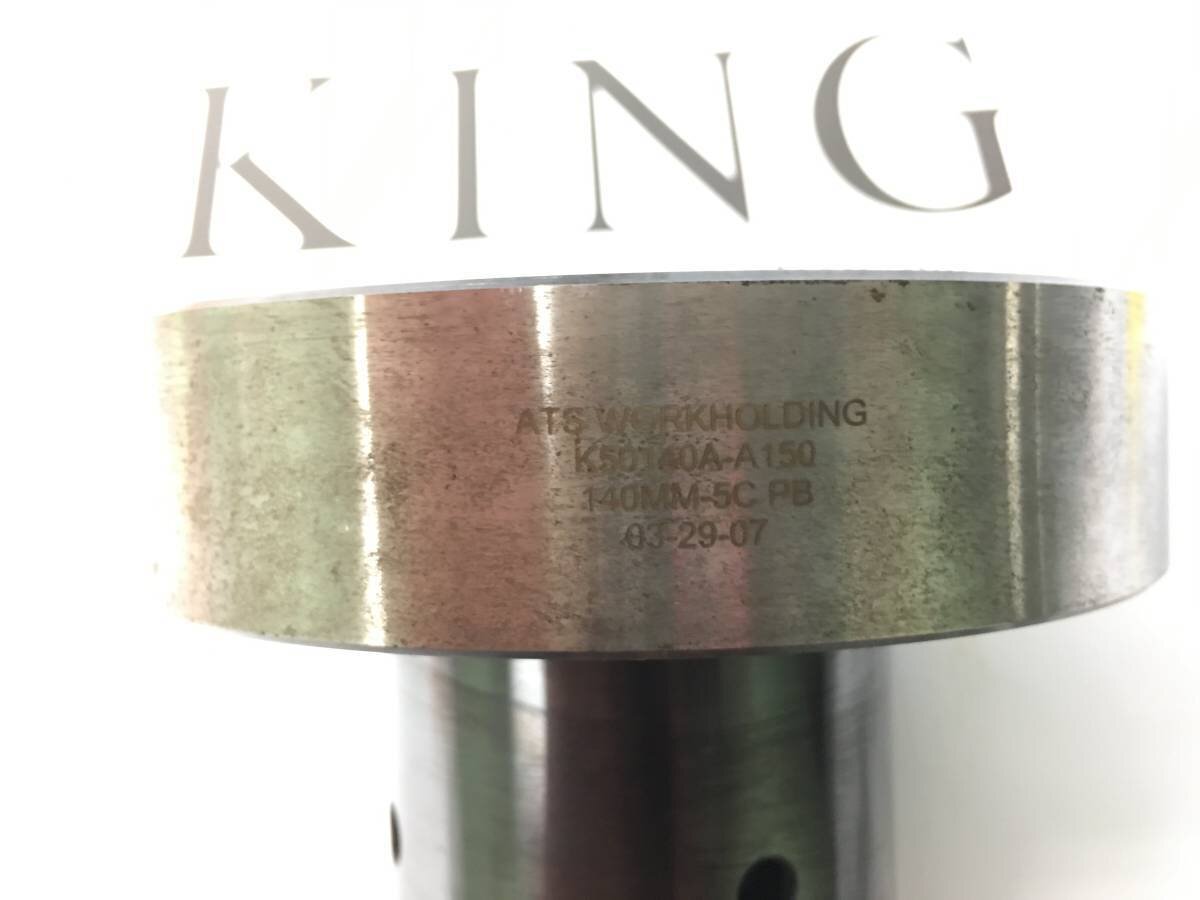 KING
ATS WORKHOLDING
K50140A-A150
140MM-5C PB
03-29-07